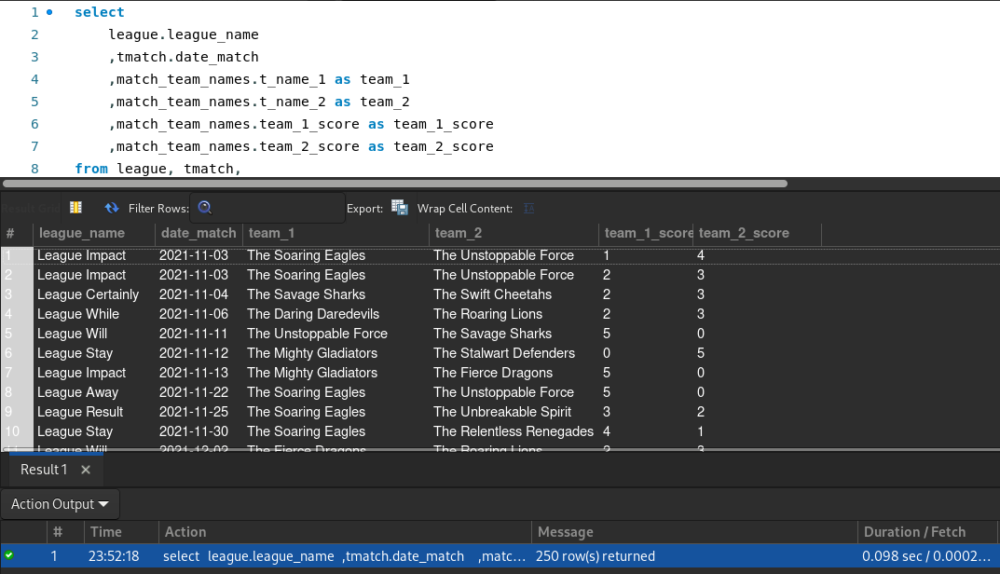 1 select
2 league.league_name
3 ,tmatch.date_match
4 ,match_team_names.t_name_1 as team_1
5 ,match_team_names.t_name_2 as team_2
6 ,match_team_names.team_1_score as team_1_score
7 ,match_team_names.team_2_score as team_2_score
8 from league, tmatch,
Result Grid Filter Rows: Export: Wrap Cell Content:
# league_name date_match team_1 team_2 team_1_score team_2_score
1 League Impact 2021-11-03 The Soaring Eagles The Unstoppable Force 1 4
2 League Impact 2021-11-03 The Soaring Eagles The Unstoppable Force 2 3
3 League Certainly 2021-11-04 The Savage Sharks The Swift Cheetahs 2 3
4 League While 2021-11-06 The Daring Daredevils The Roaring Lions 2 3
5 League Will 2021-11-11 The Unstoppable Force The Savage Sharks 5 0
6 League Stay 2021-11-12 The Mighty Gladiators The Stalwart Defenders 0 5
7 League Impact 2021-11-13 The Mighty Gladiators The Fierce Dragons 5 0
8 League Away 2021-11-22 The Soaring Eagles The Unstoppable Force 5 0
9 League Result 2021-11-25 The Soaring Eagles The Unbreakable Spirit 3 2
10 League Stay 2021-11-30 The Soaring Eagles The Relentless Renegades 4 1
11 League Will 2021-12-02 The Fierce Dragons The Roaring Lions 2 3
Result 1
Action Output
# Time Action Message Duration / Fetch
1 23:52:18 select league.league_name ,tmatch.date_match ,matc... 250 row(s) returned 0.098 sec / 0.0002...